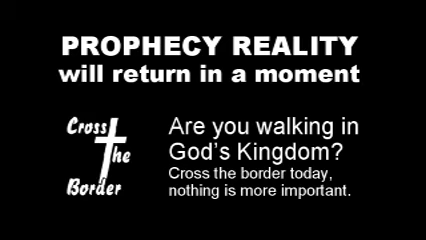 PROPHECY REALITY
will return in a moment
Cross
the
Border
Are you walking in
God's Kingdom?
Cross the border today,
nothing is more important.